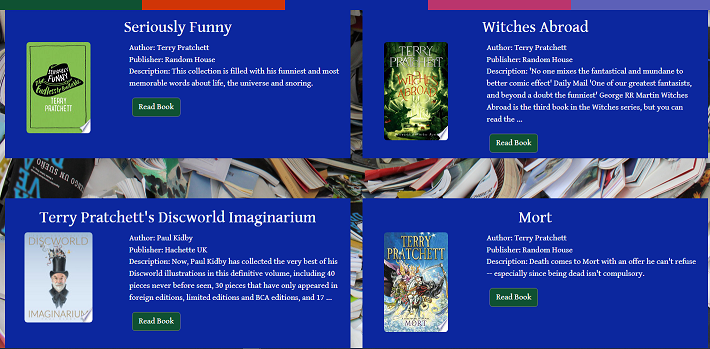 Seriously Funny
SERIOUSLY
FUNNY
TERRY
PRATCHETT
Author: Terry Pratchett
Publisher: Random House
Description: This collection is filled with his funniest and most
memorable words about life, the universe and snoring.
Read Book
Witches Abroad
TERRY
PRATCHETT
WITCHES
ABROAD
Author: Terry Pratchett
Publisher: Random House
Description: 'No one mixes the fantastical and mundane to
better comic effect' Daily Mail 'One of our greatest fantasists,
and beyond a doubt the funniest' George RR Martin Witches
Abroad is the third book in the Witches series, but you can
read the ...
Read Book
Terry Pratchett's Discworld Imaginarium
DISCWORLD
IMAGINARIUM
Author: Paul Kidby
Publisher: Hachette UK
Description: Now, Paul Kidby has collected the very best of his
Discworld illustrations in this definitive volume, including 40
pieces never before seen, 30 pieces that have only appeared in
foreign editions, limited editions and BCA editions, and 17 ...
Read Book
Mort
TERRY
PRATCHETT
MORT
Author: Terry Pratchett
Publisher: Random House
Description: Death comes to Mort with an offer he can't refuse
-- especially since being dead isn't compulsory.
Read Book